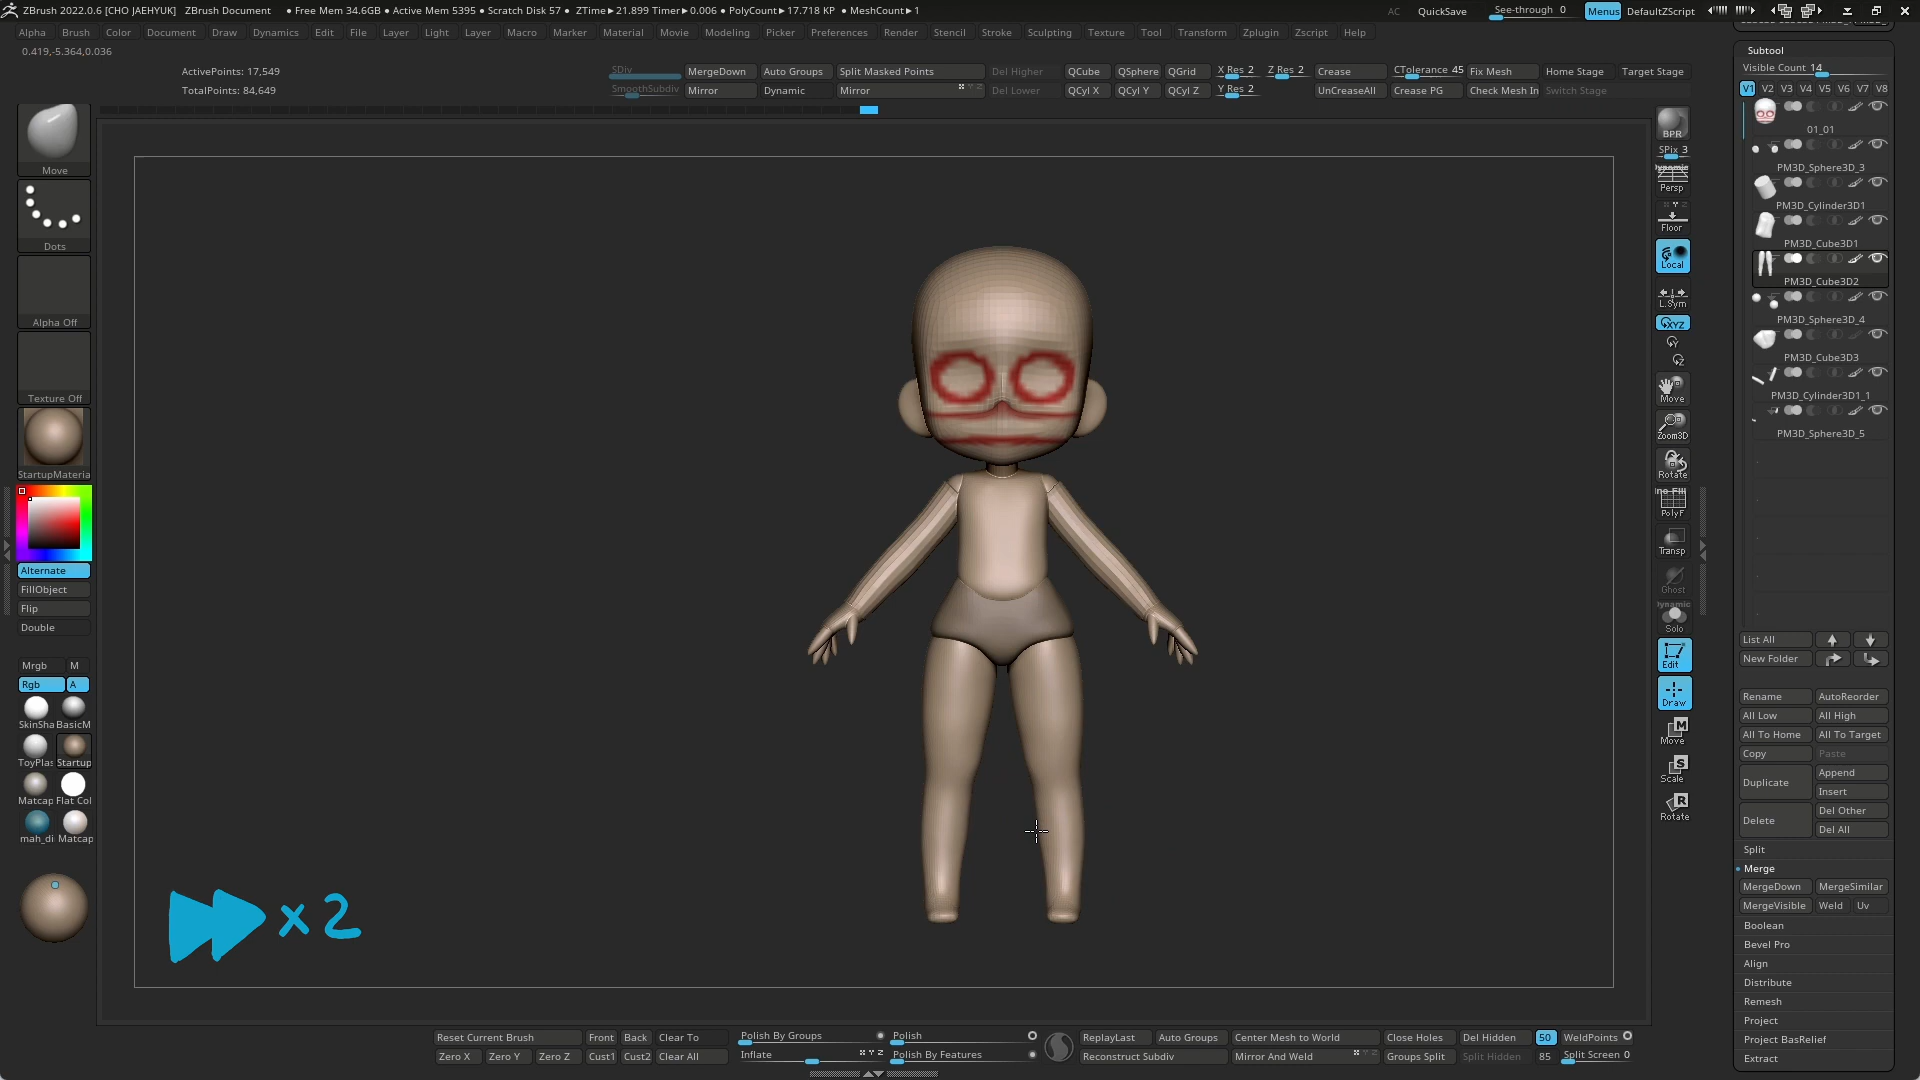 ZBrush 2022.0.6 [CHO JAEHYUK] ZBrush Document • Free Mem 34.6GB • Active Mem 5395 • Scratch Disk 57 • ZTime▸21.899 Timer▸0.006 • PolyCount▸17.718 KP • MeshCount▸1 AC QuickSave See-through 0 Menus DefaultZScript
Alpha Brush Color Document Draw Dynamics Edit File Layer Light Layer Macro Marker Material Movie Modeling Picker Preferences Render Stencil Stroke Sculpting Texture Tool Transform Zplugin Zscript Help
0.419,-5.364,0.036
ActivePoints: 17,549
TotalPoints: 84,649
SDiv MergeDown Auto Groups Split Masked Points Del Higher QCube QSphere QGrid X Res 2 Z Res 2 Crease CTolerance 45 Fix Mesh Home Stage Target Stage
SmoothSubdiv Mirror Dynamic Mirror Del Lower QCyl X QCyl Y QCyl Z Y Res 2 UnCreaseAll Crease PG Check Mesh In Switch Stage
Move
Dots
Alpha Off
Texture Off
StartupMateria
Alternate
FillObject
Flip
Double
Mrgb M
Rgb A
SkinSha BasicM
ToyPlas Startup
Matcap Flat Col
mah_di Matcap
x 2
BPR
SPix 3
Dynamic
Persp
Floor
Local
L.Sym
XYZ
Y
Z
Move
Zoom3D
Rotate
PolyF
Transp
Ghost
Dynamic
Solo
Edit
Draw
Move
Scale
Rotate
Subtool
Visible Count 14
V1 V2 V3 V4 V5 V6 V7 V8
01_01
PM3D_Sphere3D_3
PM3D_Cylinder3D1
PM3D_Cube3D1
PM3D_Cube3D2
PM3D_Sphere3D_4
PM3D_Cube3D3
PM3D_Cylinder3D1_1
PM3D_Sphere3D_5
List All
New Folder
Rename AutoReorder
All Low All High
All To Home All To Target
Copy Paste
Duplicate Append
Insert
Delete Del Other
Del All
Split
Merge
MergeDown MergeSimilar
MergeVisible Weld Uv
Boolean
Bevel Pro
Align
Distribute
Remesh
Project
Project BasRelief
Extract
Reset Current Brush Front Back Clear To Polish By Groups Polish ReplayLast Auto Groups Center Mesh to World Close Holes Del Hidden 50 WeldPoints
Zero X Zero Y Zero Z Cust1 Cust2 Clear All Inflate Polish By Features Reconstruct Subdiv Mirror And Weld Groups Split Split Hidden 85 Split Screen 0